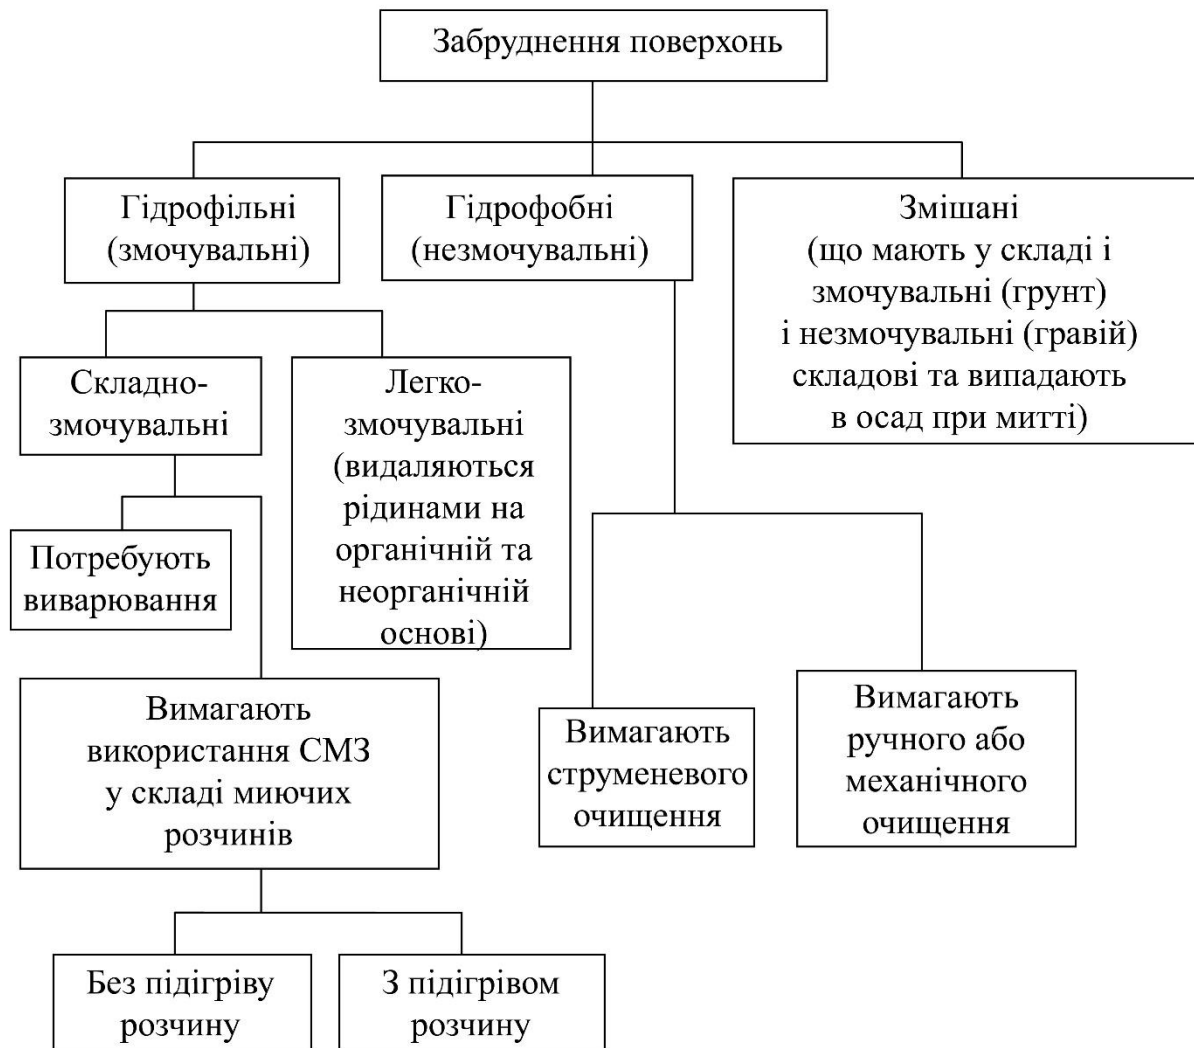 Забруднення поверхонь
Гідрофільні
(змочувальні)
Гідрофобні
(незмочувальні)
Змішані
(що мають у складі і
змочувальні (грунт)
і незмочувальні (гравій)
складові та випадають
в осад при митті)
Складно-
змочувальні
Легко-
змочувальні
(видаляються
рідинами на
органічній та
неорганічній
основі)
Потребують
виварювання
Вимагають
використання СМЗ
у складі миючих
розчинів
Вимагають
струменевого
очищення
Вимагають
ручного або
механічного
очищення
Без підігріву
розчину
З підігрівом
розчину